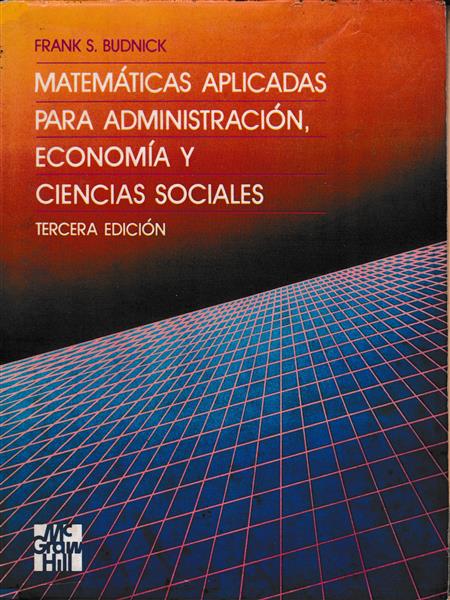 FRANK S. BUDNICK
MATEMÁTICAS APLICADAS
PARA ADMINISTRACIÓN,
ECONOMÍA Y
CIENCIAS SOCIALES
TERCERA EDICIÓN
Mc
Graw
Hill